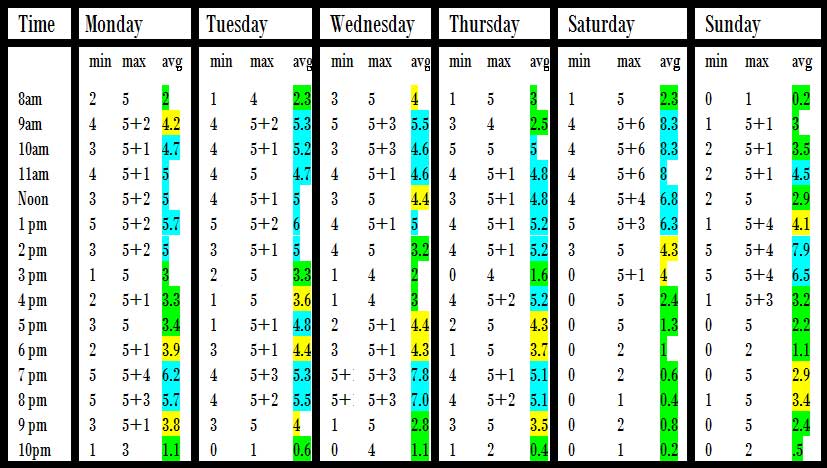 Time Monday Tuesday Wednesday Thursday Saturday Sunday
min max avg min max avg min max avg min max avg min max avg min max avg
8am 2 5 2 1 4 2.3 3 5 4 1 5 3 1 5 2.3 0 1 0.2
9am 4 5+2 4.2 4 5+2 5.3 5 5+3 5.5 3 4 2.5 4 5+6 8.3 1 5+1 3
10am 3 5+1 4.7 4 5+1 5.2 3 5+3 4.6 5 5 5 4 5+6 8.3 2 5+1 3.5
11am 4 5+1 5 4 5 4.7 4 5+1 4.6 4 5+1 4.8 4 5+6 8 2 5+1 4.5
Noon 3 5+2 5 4 5+1 5 3 5 4.4 3 5+1 4.8 4 5+4 6.8 2 5 2.9
1 pm 5 5+2 5.7 5 5+2 6 4 5+1 5 4 5+1 5.2 5 5+3 6.3 1 5+4 4.1
2 pm 3 5+2 5 3 5+1 5 4 5 3.2 4 5+1 5.2 3 5 4.3 5 5+4 7.9
3 pm 1 5 3 2 5 3.3 1 4 2 0 4 1.6 0 5+1 4 5 5+4 6.5
4 pm 2 5+1 3.3 1 5 3.6 1 4 3 4 5+2 5.2 0 5 2.4 1 5+3 3.2
5 pm 3 5 3.4 1 5+1 4.8 2 5+1 4.4 2 5 4.3 0 5 1.3 0 5 2.2
6 pm 2 5+1 3.9 3 5+1 4.4 3 5+1 4.3 1 5 3.7 0 2 1 0 2 1.1
7 pm 5 5+4 6.2 4 5+3 5.3 5+ 5+3 7.8 4 5+1 5.1 0 2 0.6 0 5 2.9
8 pm 5 5+3 5.7 4 5+2 5.5 5+ 5+3 7.0 4 5+2 5.1 0 1 0.4 1 5 3.4
9 pm 3 5+1 3.8 3 5 4 1 5 2.8 3 5 3.5 0 2 0.8 0 5 2.4
10pm 1 3 1.1 0 1 0.6 0 4 1.1 1 2 0.4 0 1 0.2 0 2 .5